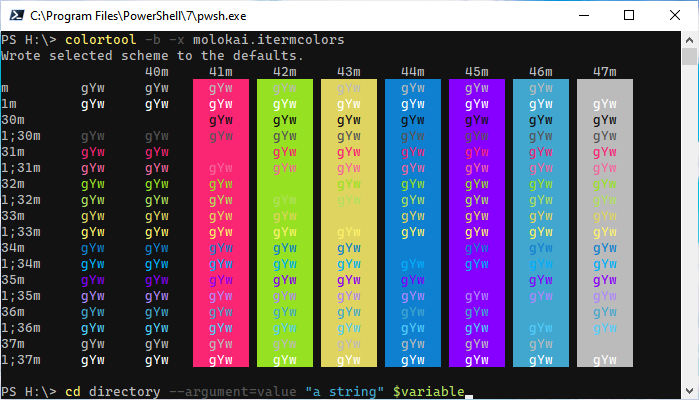 C:\Program Files\PowerShell\7\pwsh.exe
PS H:\> colortool -b -x molokai.itermcolors
Wrote selected scheme to the defaults.
40m 41m 42m 43m 44m 45m 46m 47m
m gYw gYw gYw gYw gYw gYw gYw gYw gYw
1m gYw gYw gYw gYw gYw gYw gYw gYw gYw
30m gYw gYw gYw gYw gYw gYw gYw
1;30m gYw gYw gYw gYw gYw gYw gYw gYw gYw
31m gYw gYw gYw gYw gYw gYw gYw gYw
1;31m gYw gYw gYw gYw gYw gYw gYw gYw gYw
32m gYw gYw gYw gYw gYw gYw gYw gYw
1;32m gYw gYw gYw gYw gYw gYw gYw gYw gYw
33m gYw gYw gYw gYw gYw gYw gYw gYw
1;33m gYw gYw gYw gYw gYw gYw gYw gYw gYw
34m gYw gYw gYw gYw gYw gYw gYw gYw
1;34m gYw gYw gYw gYw gYw gYw gYw gYw gYw
35m gYw gYw gYw gYw gYw gYw gYw gYw
1;35m gYw gYw gYw gYw gYw gYw gYw gYw gYw
36m gYw gYw gYw gYw gYw gYw gYw gYw
1;36m gYw gYw gYw gYw gYw gYw gYw gYw gYw
37m gYw gYw gYw gYw gYw gYw gYw gYw
1;37m gYw gYw gYw gYw gYw gYw gYw gYw gYw
PS H:\> cd directory --argument=value "a string" $variable